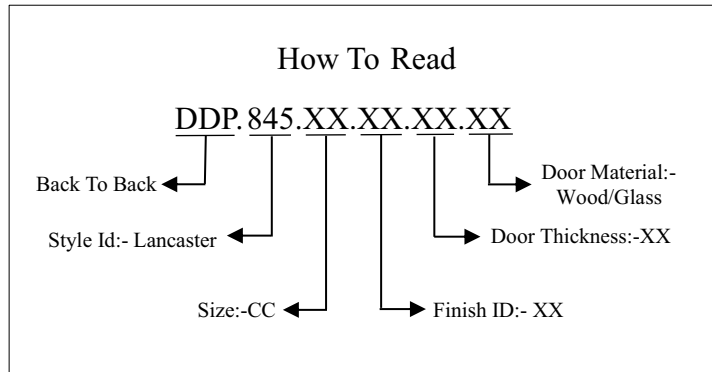 How To Read
DDP.845.XX.XX.XX.XX
Back To Back
Door Material:-
Wood/Glass
Style Id:- Lancaster
Door Thickness:-XX
Size:-CC
Finish ID:- XX